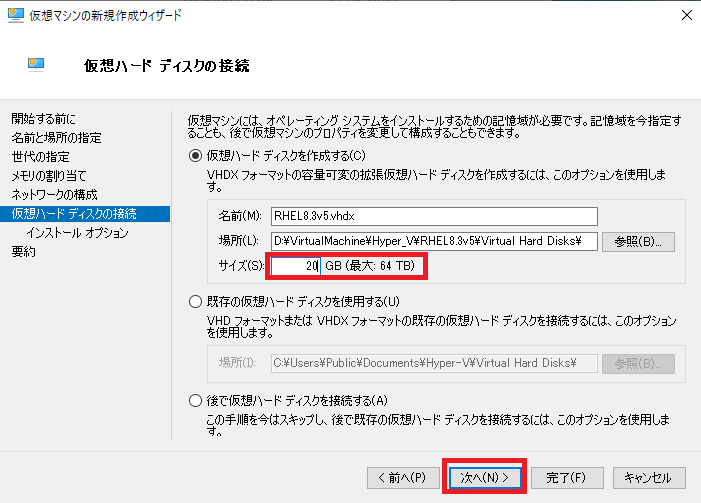 仮想マシンの新規作成ウィザード
仮想ハード ディスクの接続
開始する前に
名前と場所の指定
世代の指定
メモリの割り当て
ネットワークの構成
仮想ハード ディスクの接続
インストール オプション
要約
仮想マシンには、オペレーティング システムをインストールするための記憶域が必要です。記憶域を今指定す
ることも、後で仮想マシンのプロパティを変更して構成することもできます。
仮想ハード ディスクを作成する(C)
VHDX フォーマットの容量可変の拡張仮想ハード ディスクを作成するには、このオプションを使用しま
す。
名前(M): RHEL8.3v5.vhdx
場所(L): D:¥VirtualMachine¥Hyper_V¥RHEL8.3v5¥Virtual Hard Disks¥ 参照(B)...
サイズ(S): 20 GB (最大: 64 TB)
既存の仮想ハード ディスクを使用する(U)
VHD フォーマットまたは VHDX フォーマットの既存の仮想ハード ディスクを接続するには、このオプション
を使用します。
場所(I): C:¥Users¥Public¥Documents¥Hyper-V¥Virtual Hard Disks¥ 参照(B)...
後で仮想ハード ディスクを接続する(A)
この手順を今はスキップし、後で既存の仮想ハード ディスクを接続するには、このオプションを使用しま
す。
< 前へ(P) 次へ(N) > 完了(F) キャンセル